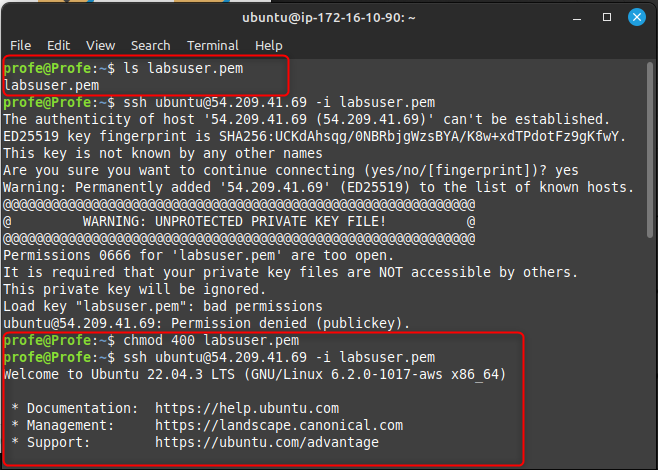 ubuntu@ip-172-16-10-90: ~
File Edit View Search Terminal Help
profe@Profe:~$ ls labsuser.pem
labsuser.pem
profe@Profe:~$ ssh ubuntu@54.209.41.69 -i labsuser.pem
The authenticity of host '54.209.41.69 (54.209.41.69)' can't be established.
ED25519 key fingerprint is SHA256:UCKdAhsqg/0NBRbjgWzsBYA/K8w+xdTPdotFz9gKfwY.
This key is not known by any other names
Are you sure you want to continue connecting (yes/no/[fingerprint])? yes
Warning: Permanently added '54.209.41.69' (ED25519) to the list of known hosts.
@@@@@@@@@@@@@@@@@@@@@@@@@@@@@@@@@@@@@@@@@@@@@@@@@@@@@@@@@@@
@         WARNING: UNPROTECTED PRIVATE KEY FILE!          @
@@@@@@@@@@@@@@@@@@@@@@@@@@@@@@@@@@@@@@@@@@@@@@@@@@@@@@@@@@@
Permissions 0666 for 'labsuser.pem' are too open.
It is required that your private key files are NOT accessible by others.
This private key will be ignored.
Load key "labsuser.pem": bad permissions
ubuntu@54.209.41.69: Permission denied (publickey).
profe@Profe:~$ chmod 400 labsuser.pem
profe@Profe:~$ ssh ubuntu@54.209.41.69 -i labsuser.pem
Welcome to Ubuntu 22.04.3 LTS (GNU/Linux 6.2.0-1017-aws x86_64)
* Documentation:  https://help.ubuntu.com
* Management:     https://landscape.canonical.com
* Support:        https://ubuntu.com/advantage